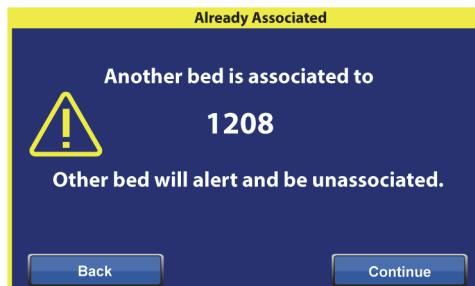 Already Associated
Another bed is associated to
1208
Other bed will alert and be unassociated.
Back
Continue